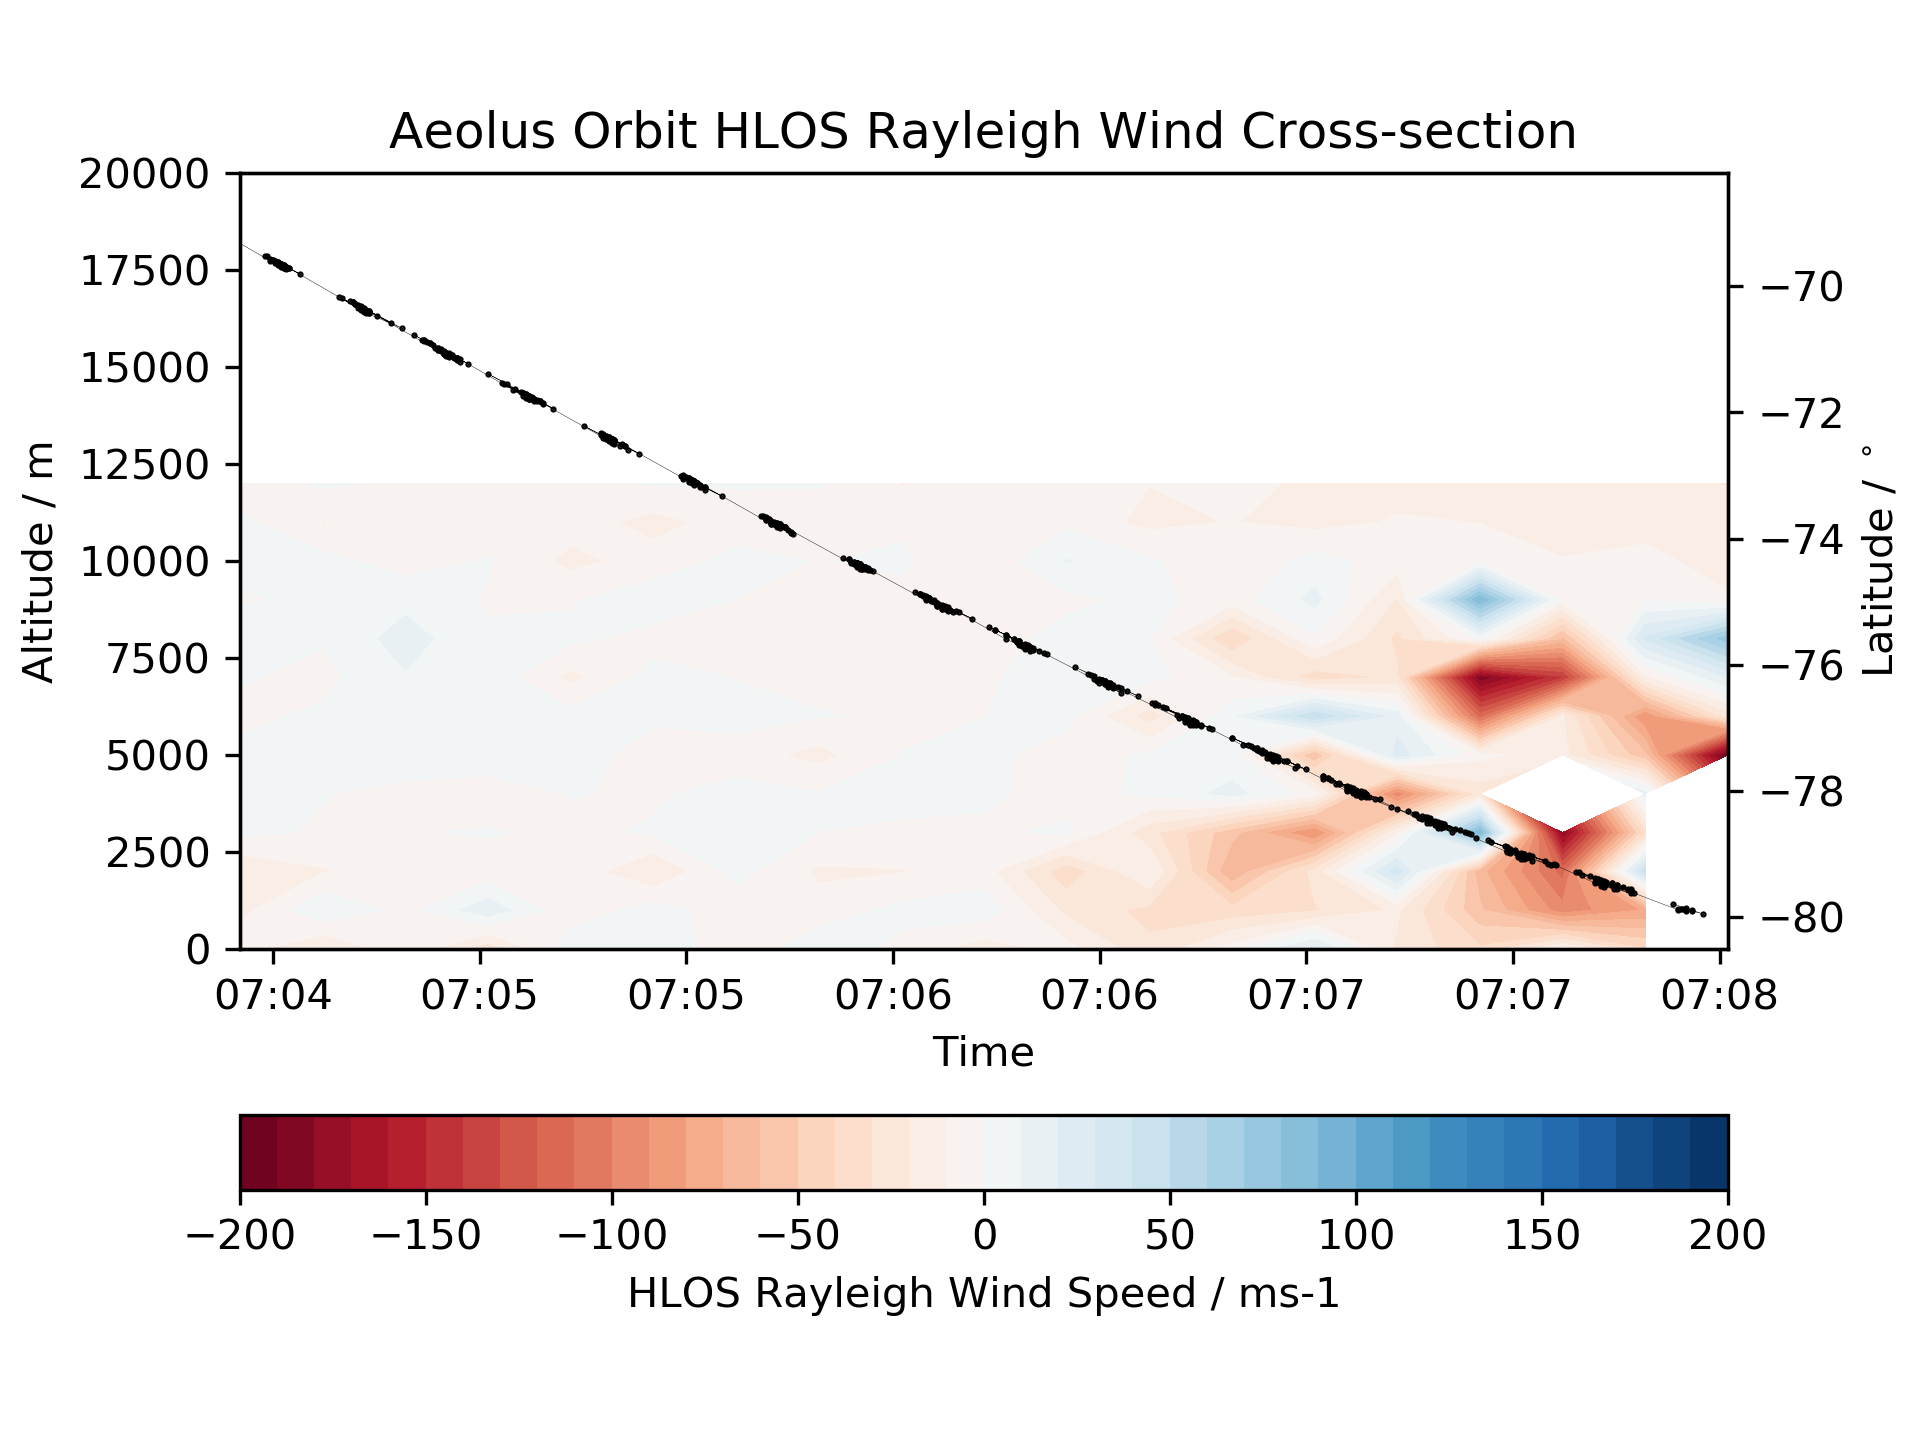 Aeolus Orbit HLOS Rayleigh Wind Cross-section
20000
17500
15000
12500
10000
7500
5000
2500
0
Altitude / m
−70
−72
−74
−76
−78
−80
Latitude / °
07:04 07:05 07:05 07:06 07:06 07:07 07:07 07:08
Time
−200 −150 −100 −50 0 50 100 150 200
HLOS Rayleigh Wind Speed / ms-1